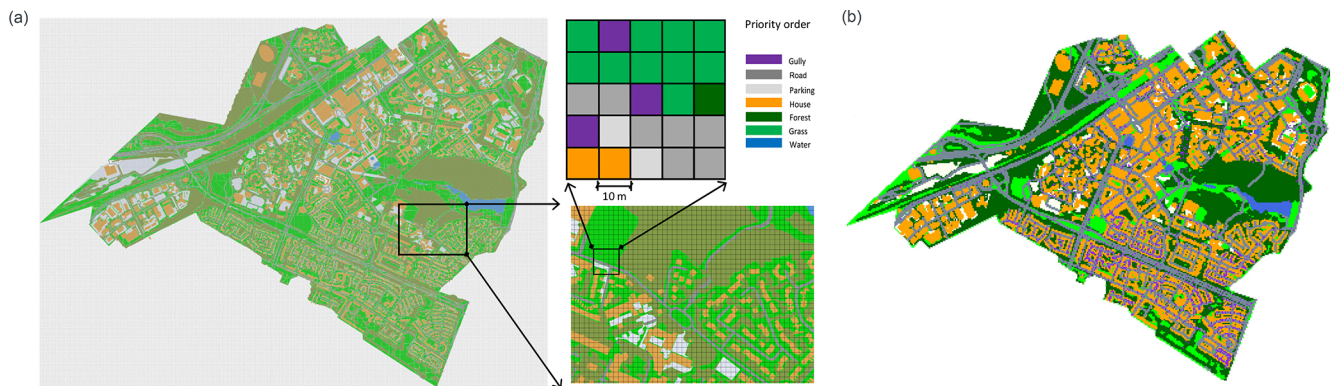 (a)
Priority order
Gully
Road
Parking
House
Forest
Grass
Water
10 m
(b)